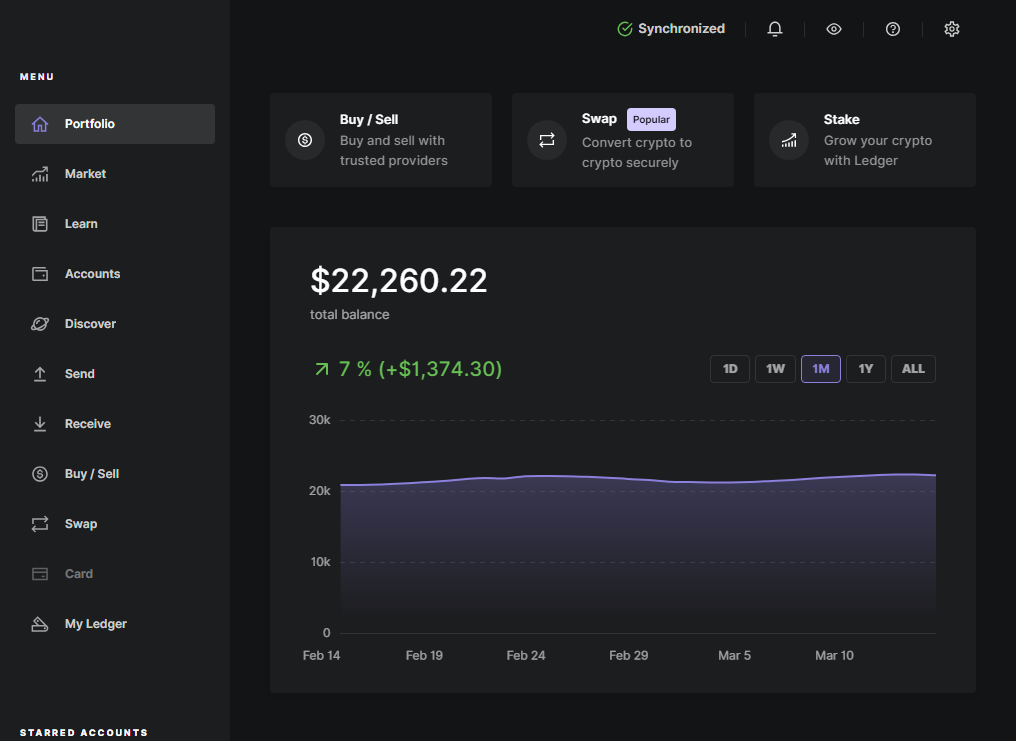 Synchronized
MENU
Portfolio
Market
Learn
Accounts
Discover
Send
Receive
Buy / Sell
Swap
Card
My Ledger
STARRED ACCOUNTS
Buy / Sell
Buy and sell with
trusted providers
Swap Popular
Convert crypto to
crypto securely
Stake
Grow your crypto
with Ledger
$22,260.22
total balance
7 % (+$1,374.30)
1D 1W 1M 1Y ALL
30k
20k
10k
0
Feb 14 Feb 19 Feb 24 Feb 29 Mar 5 Mar 10